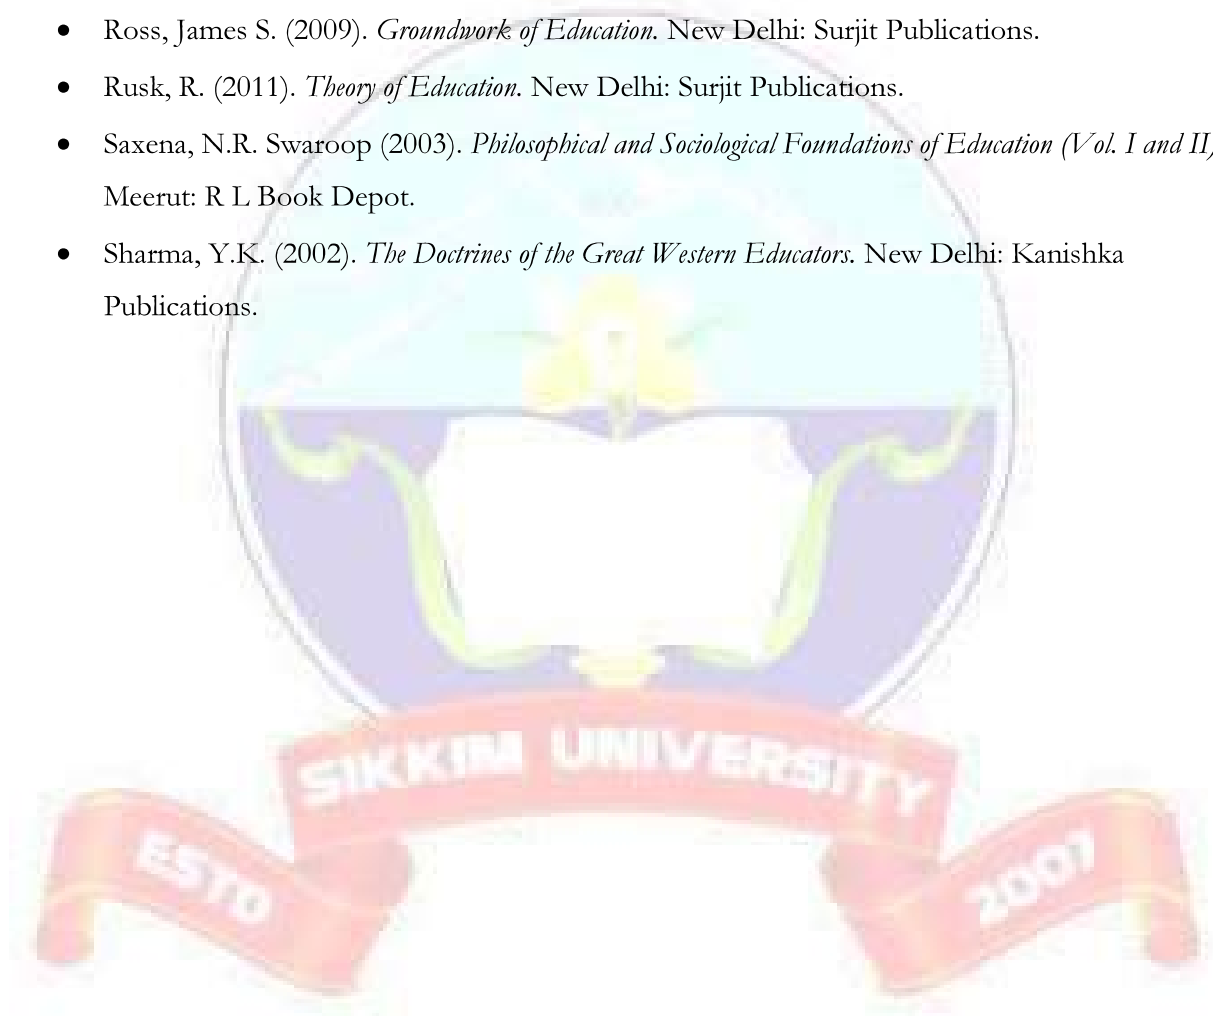 • Ross, James S. (2009). Groundwork of Education. New Delhi: Surjit Publications.
• Rusk, R. (2011). Theory of Education. New Delhi: Surjit Publications.
• Saxena, N.R. Swaroop (2003). Philosophical and Sociological Foundations of Education (Vol. I and II)
Meerut: R L Book Depot.
• Sharma, Y.K. (2002). The Doctrines of the Great Western Educators. New Delhi: Kanishka
Publications.
SIKKIM UNIVERSITY
ESTD 2007